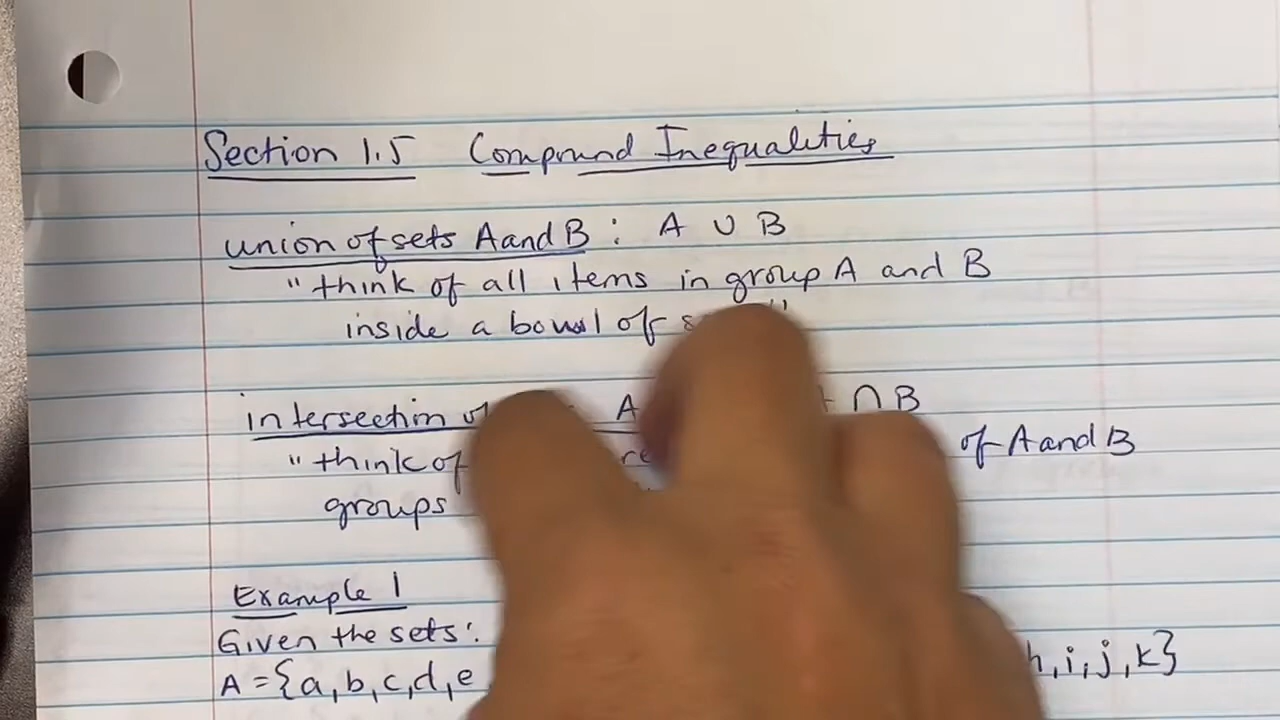 Section 1.5 Compound Inequalities
union of sets A and B : A ∪ B
"think of all items in group A and B
inside a bowl of "
intersection A ∩ B
"think of of A and B
groups
Example 1
Given the sets:
A = {a, b, c, d, e h, i, j, k}